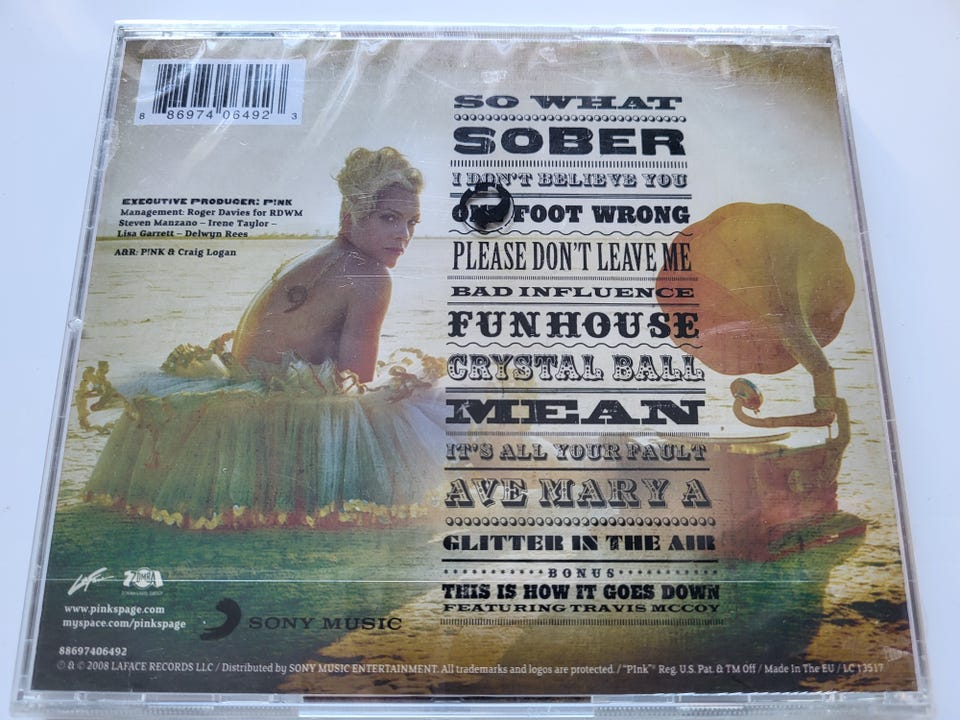 8 86974 06492 3
EXECUTIVE PRODUCER: P!NK
Management: Roger Davies for RDWM
Steven Manzano – Irene Taylor –
Lisa Garrett – Delwyn Rees
A&R: P!NK & Craig Logan
SO WHAT
SOBER
I DON'T BELIEVE YOU
FOOT WRONG
PLEASE DON'T LEAVE ME
BAD INFLUENCE
FUNHOUSE
CRYSTAL BALL
MEAN
IT'S ALL YOUR FAULT
AVE MARY A
GLITTER IN THE AIR
BONUS
THIS IS HOW IT GOES DOWN
FEATURING TRAVIS MCCOY
LaFace ZOMBA
www.pinkspage.com
myspace.com/pinkspage
SONY MUSIC
88697406492
℗ & © 2008 LAFACE RECORDS LLC / Distributed by SONY MUSIC ENTERTAINMENT. All trademarks and logos are protected. / "P!nk"® Reg. U.S. Pat. & TM Off / Made In The EU / LC 13517